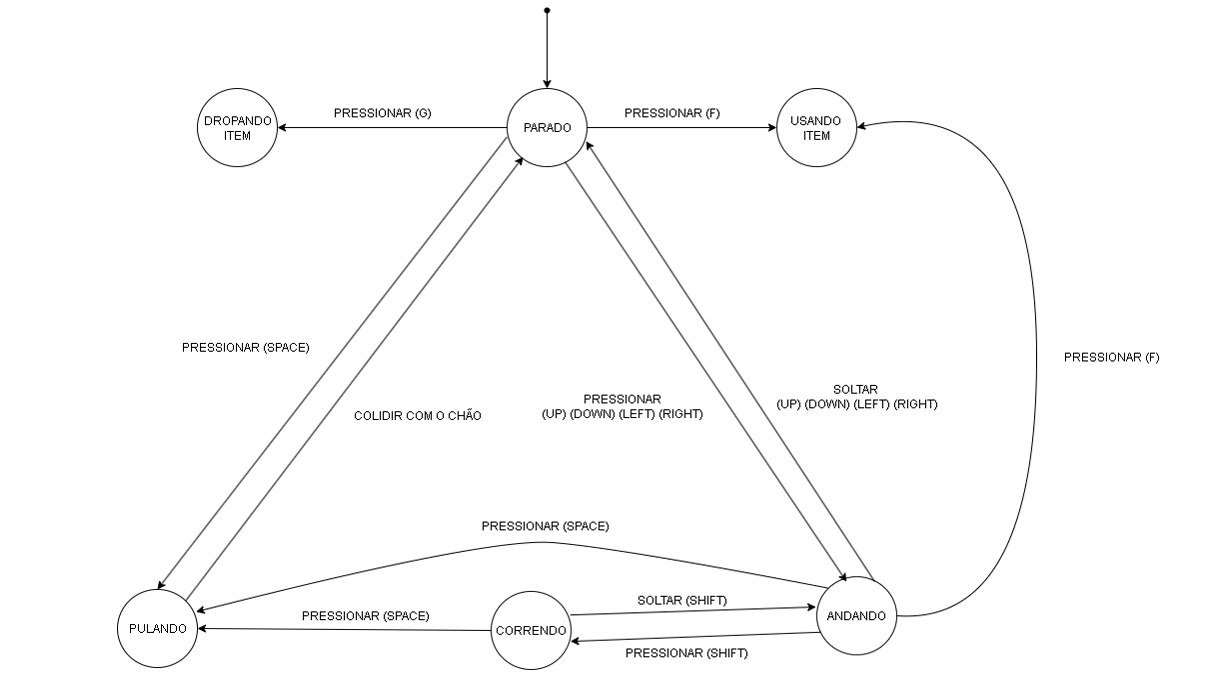 PRESSIONAR (G)
PRESSIONAR (F)
DROPANDO
ITEM
PARADO
USANDO
ITEM
PRESSIONAR (SPACE)
PRESSIONAR (F)
SOLTAR
(UP) (DOWN) (LEFT) (RIGHT)
PRESSIONAR
(UP) (DOWN) (LEFT) (RIGHT)
COLIDIR COM O CHÃO
PRESSIONAR (SPACE)
SOLTAR (SHIFT)
PRESSIONAR (SPACE)
ANDANDO
PULANDO
CORRENDO
PRESSIONAR (SHIFT)